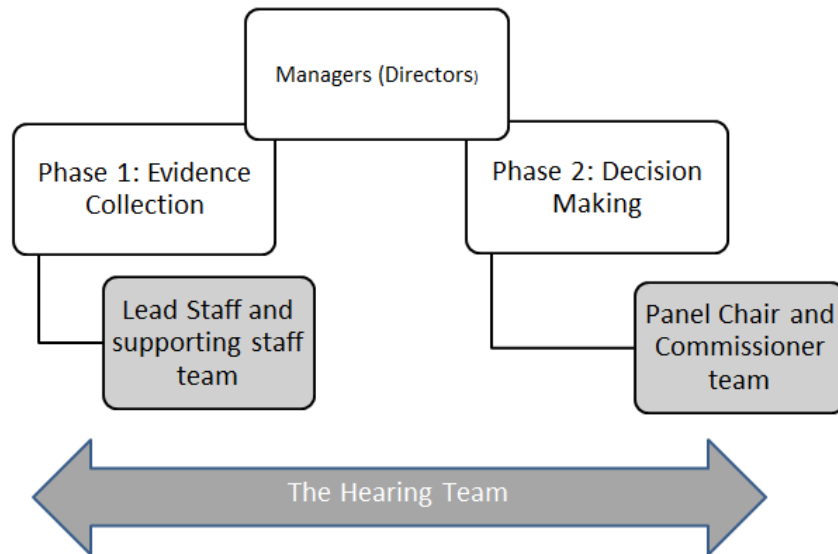 Managers (Directors)
Phase 1: Evidence
Collection
Phase 2: Decision
Making
Lead Staff and
supporting staff
team
Panel Chair and
Commissioner
team
The Hearing Team